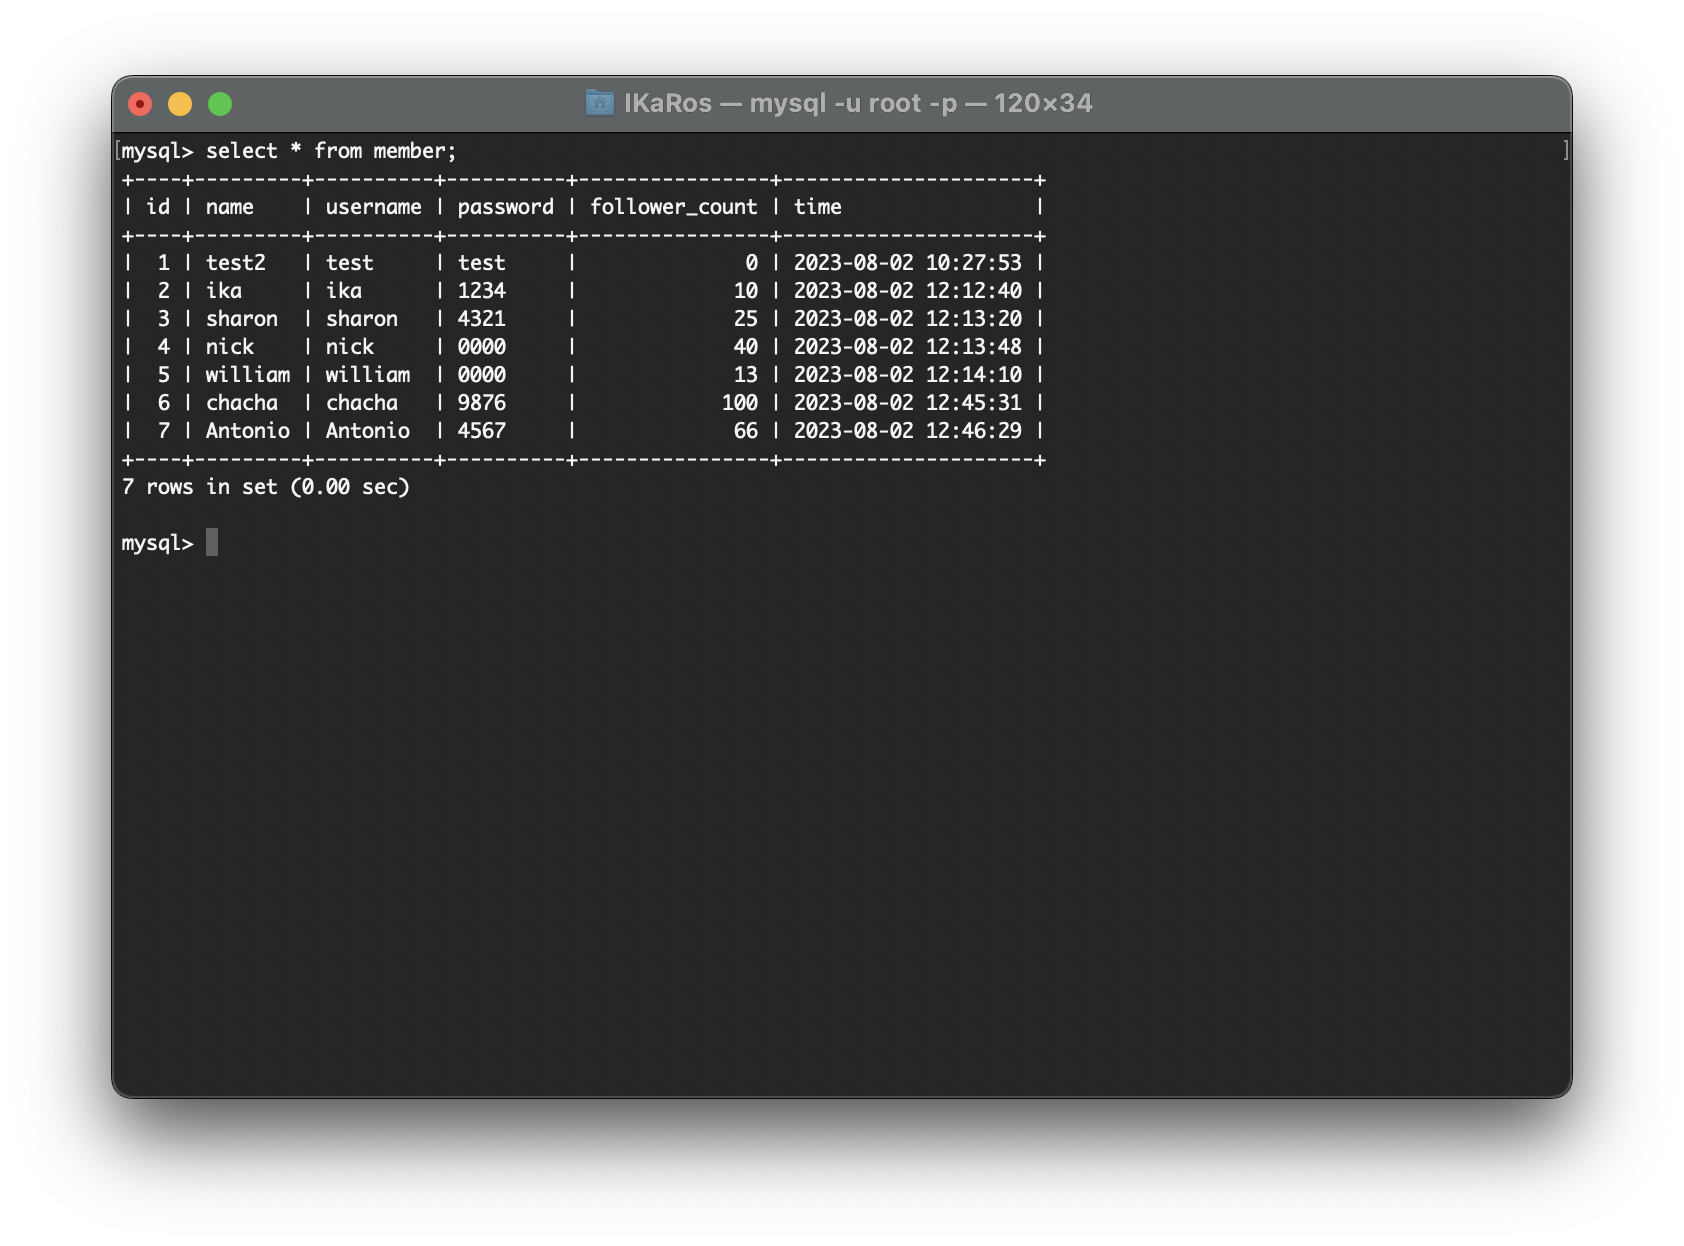 IKaRos — mysql -u root -p — 120×34
[mysql> select * from member; ]
+----+---------+----------+----------+----------------+---------------------+
| id | name    | username | password | follower_count | time                |
+----+---------+----------+----------+----------------+---------------------+
|  1 | test2   | test     | test     |              0 | 2023-08-02 10:27:53 |
|  2 | ika     | ika      | 1234     |             10 | 2023-08-02 12:12:40 |
|  3 | sharon  | sharon   | 4321     |             25 | 2023-08-02 12:13:20 |
|  4 | nick    | nick     | 0000     |             40 | 2023-08-02 12:13:48 |
|  5 | william | william  | 0000     |             13 | 2023-08-02 12:14:10 |
|  6 | chacha  | chacha   | 9876     |            100 | 2023-08-02 12:45:31 |
|  7 | Antonio | Antonio  | 4567     |             66 | 2023-08-02 12:46:29 |
+----+---------+----------+----------+----------------+---------------------+
7 rows in set (0.00 sec)
mysql>